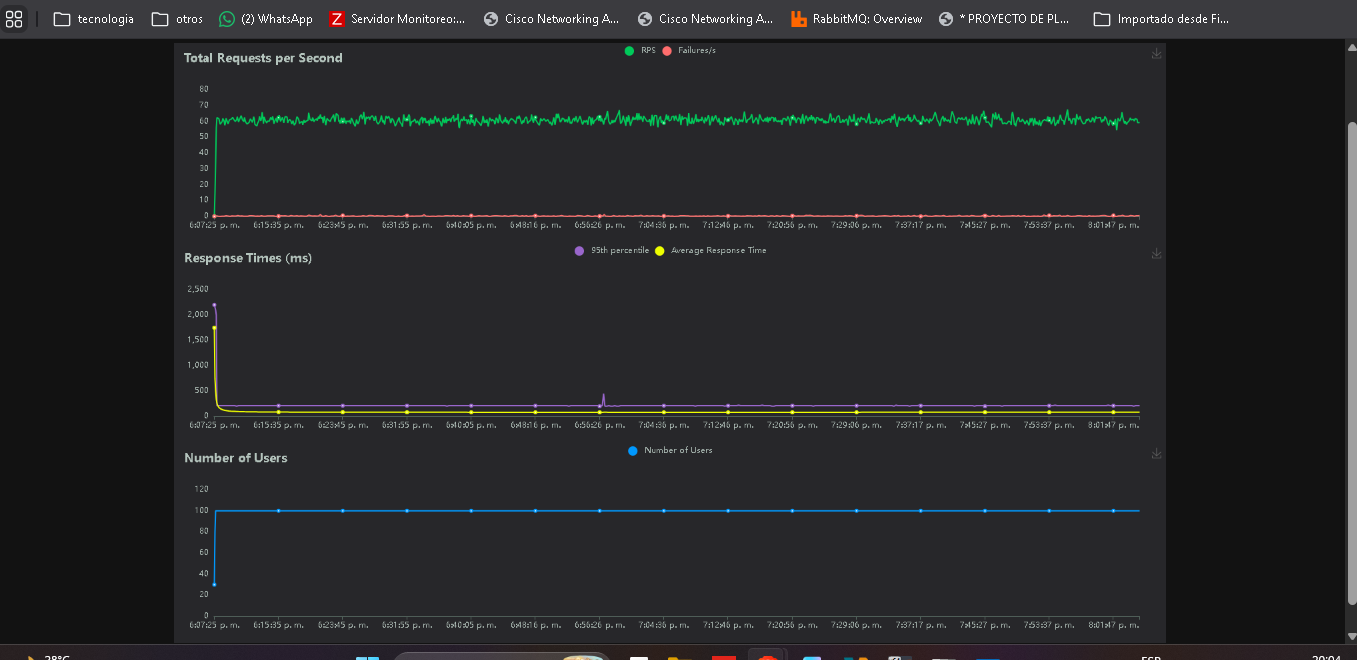 tecnologia otros (2) WhatsApp Z Servidor Monitoreo:... Cisco Networking A... Cisco Networking A... RabbitMQ: Overview * PROYECTO DE PL... Importado desde Fi...
Total Requests per Second
RPS Failures/s
80
70
60
50
40
30
20
10
0
6:07:25 p. m. 6:15:35 p. m. 6:23:45 p. m. 6:31:55 p. m. 6:40:05 p. m. 6:48:16 p. m. 6:56:26 p. m. 7:04:36 p. m. 7:12:46 p. m. 7:20:56 p. m. 7:29:06 p. m. 7:37:17 p. m. 7:45:27 p. m. 7:53:37 p. m. 8:01:47 p. m.
Response Times (ms)
95th percentile Average Response Time
2,500
2,000
1,500
1,000
500
0
6:07:25 p. m. 6:15:35 p. m. 6:23:45 p. m. 6:31:55 p. m. 6:40:05 p. m. 6:48:16 p. m. 6:56:26 p. m. 7:04:36 p. m. 7:12:46 p. m. 7:20:56 p. m. 7:29:06 p. m. 7:37:17 p. m. 7:45:27 p. m. 7:53:37 p. m. 8:01:47 p. m.
Number of Users
Number of Users
120
100
80
60
40
20
0
6:07:25 p. m. 6:15:35 p. m. 6:23:45 p. m. 6:31:55 p. m. 6:40:05 p. m. 6:48:16 p. m. 6:56:26 p. m. 7:04:36 p. m. 7:12:46 p. m. 7:20:56 p. m. 7:29:06 p. m. 7:37:17 p. m. 7:45:27 p. m. 7:53:37 p. m. 8:01:47 p. m.
28°C ESP 20:04